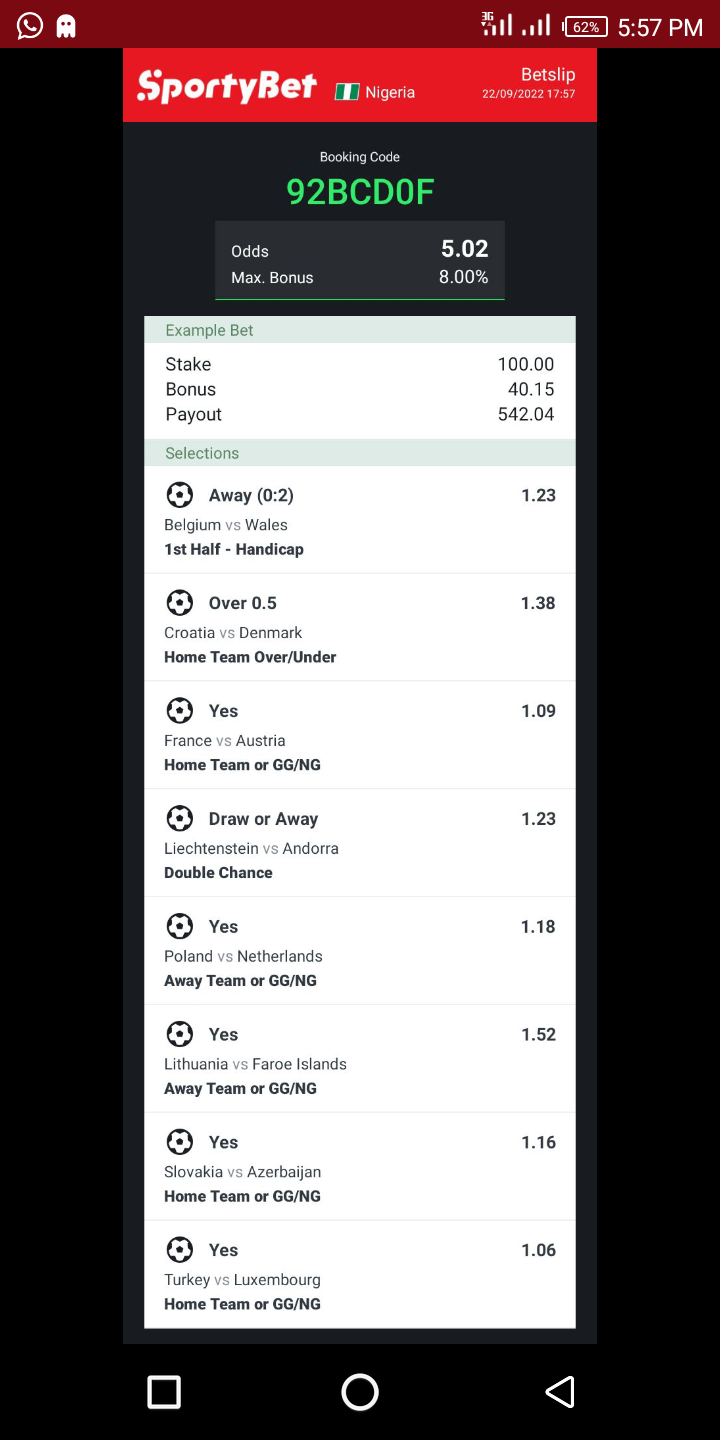 3G 62% 5:57 PM
SportyBet Nigeria Betslip
22/09/2022 17:57
Booking Code
92BCD0F
Odds 5.02
Max. Bonus 8.00%
Example Bet
Stake 100.00
Bonus 40.15
Payout 542.04
Selections
Away (0:2) 1.23
Belgium vs Wales
1st Half - Handicap
Over 0.5 1.38
Croatia vs Denmark
Home Team Over/Under
Yes 1.09
France vs Austria
Home Team or GG/NG
Draw or Away 1.23
Liechtenstein vs Andorra
Double Chance
Yes 1.18
Poland vs Netherlands
Away Team or GG/NG
Yes 1.52
Lithuania vs Faroe Islands
Away Team or GG/NG
Yes 1.16
Slovakia vs Azerbaijan
Home Team or GG/NG
Yes 1.06
Turkey vs Luxembourg
Home Team or GG/NG